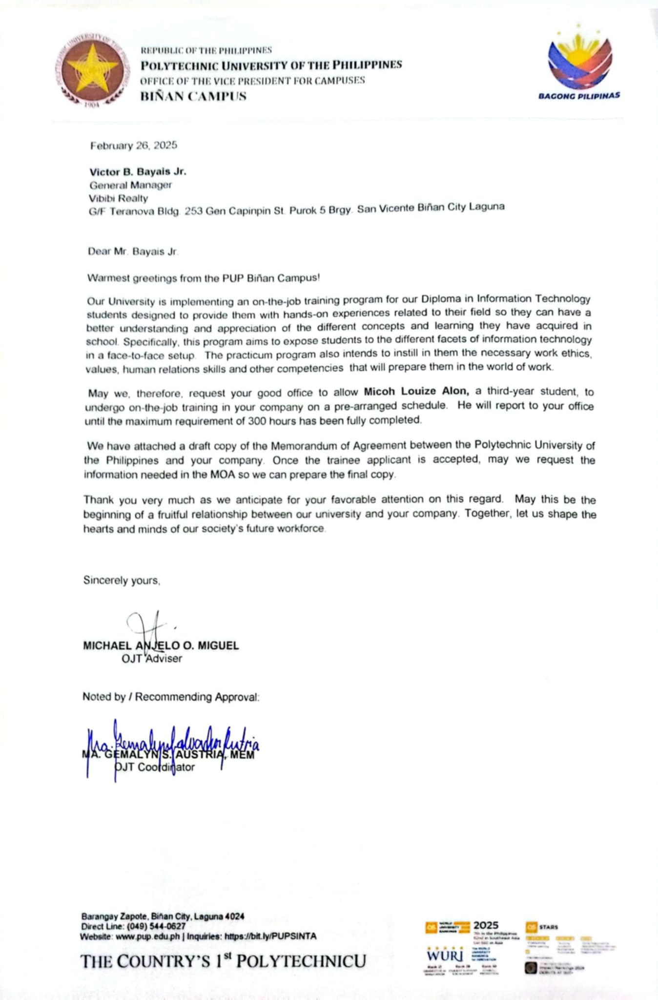 POLYTECHNIC UNIVERSITY OF THE PHILIPPINES
1904
REPUBLIC OF THE PHILIPPINES
POLYTECHNIC UNIVERSITY OF THE PHILIPPINES
OFFICE OF THE VICE PRESIDENT FOR CAMPUSES
BIÑAN CAMPUS
BAGONG PILIPINAS
February 26, 2025
Victor B. Bayais Jr.
General Manager
Vibibi Realty
G/F Teranova Bldg. 253 Gen Capinpin St. Purok 5 Brgy. San Vicente Biñan City Laguna
Dear Mr. Bayais Jr.
Warmest greetings from the PUP Biñan Campus!
Our University is implementing an on-the-job training program for our Diploma in Information Technology
students designed to provide them with hands-on experiences related to their field so they can have a
better understanding and appreciation of the different concepts and learning they have acquired in
school. Specifically, this program aims to expose students to the different facets of information technology
in a face-to-face setup. The practicum program also intends to instill in them the necessary work ethics,
values, human relations skills and other competencies that will prepare them in the world of work.
May we, therefore, request your good office to allow Micoh Louize Alon, a third-year student, to
undergo on-the-job training in your company on a pre-arranged schedule. He will report to your office
until the maximum requirement of 300 hours has been fully completed.
We have attached a draft copy of the Memorandum of Agreement between the Polytechnic University of
the Philippines and your company. Once the trainee applicant is accepted, may we request the
information needed in the MOA so we can prepare the final copy.
Thank you very much as we anticipate for your favorable attention on this regard. May this be the
beginning of a fruitful relationship between our university and your company. Together, let us shape the
hearts and minds of our society's future workforce.
Sincerely yours,
MICHAEL ANJELO O. MIGUEL
OJT Adviser
Noted by / Recommending Approval:
MA. GEMALYN S. AUSTRIA, MEM
OJT Coordinator
Barangay Zapote, Biñan City, Laguna 4024
Direct Line: (049) 544-0627
Website: www.pup.edu.ph | Inquiries: https://bit.ly/PUPSINTA
THE COUNTRY'S 1st POLYTECHNICU
QS WORLD UNIVERSITY RANKINGS 2025
7th in the Philippines
QS STARS
WURI